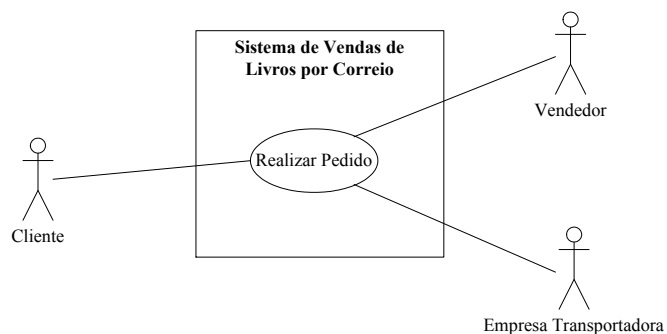 Sistema de Vendas de
Livros por Correio
Vendedor
Realizar Pedido
Cliente
Empresa Transportadora